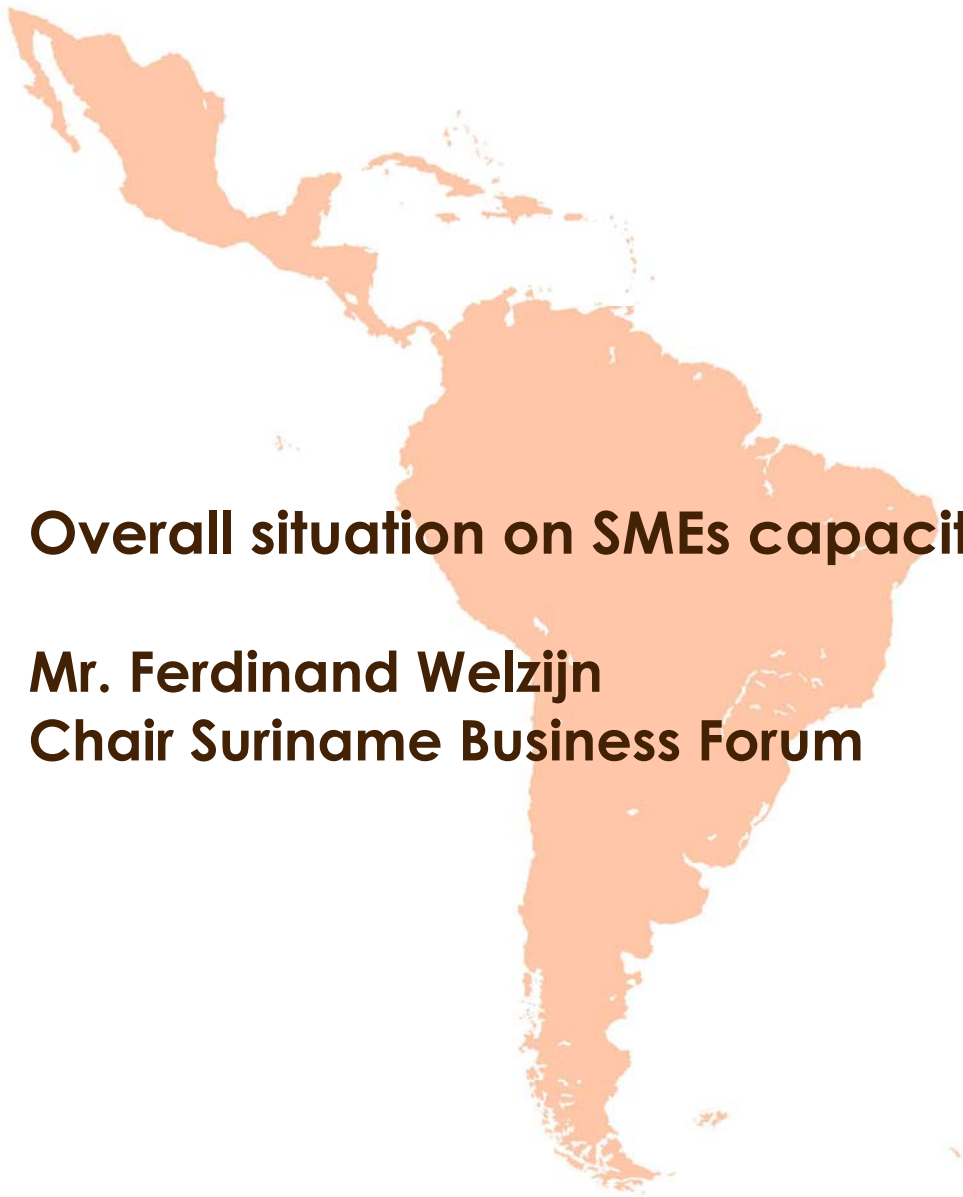 Overall situation on SMEs capacit
Mr. Ferdinand Welzijn
Chair Suriname Business Forum